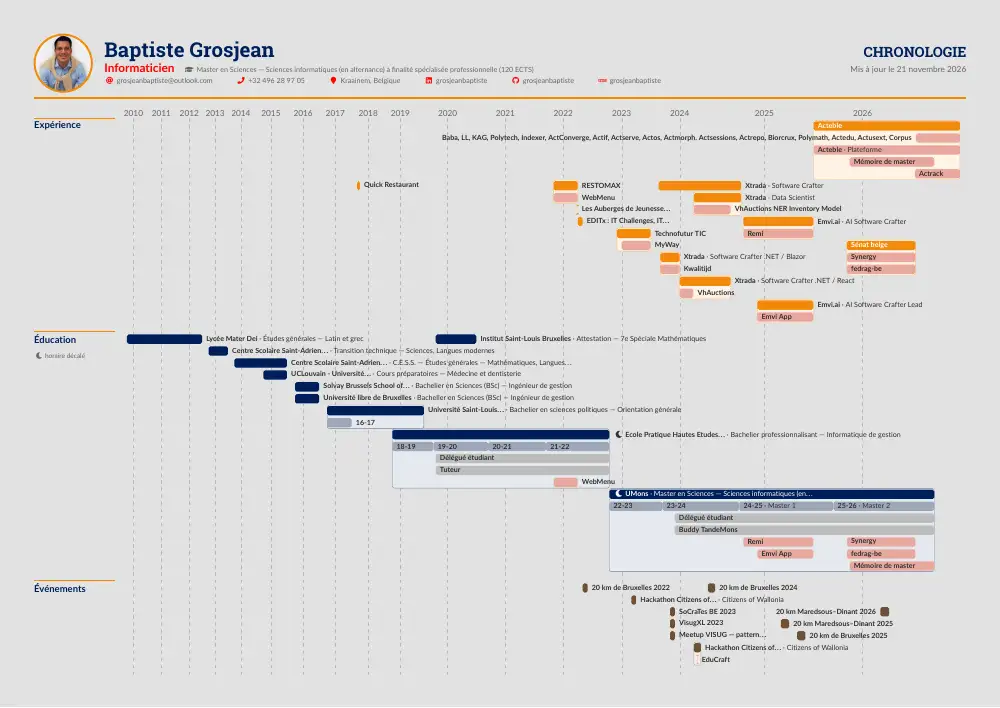 Baptiste Grosjean
CHRONOLOGIE
Informaticien Master en Sciences — Sciences informatiques (en alternance) à finalité spécialisée professionnelle (120 ECTS)
Mis à jour le 21 novembre 2026
grosjeanbaptiste@outlook.com +32 496 28 97 05 Kraainem, Belgique grosjeanbaptiste grosjeanbaptiste grosjeanbaptiste
2010 2011 2012 2013 2014 2015 2016 2017 2018 2019 2020 2021 2022 2023 2024 2025 2026
Expérience
Acteble
Baba, LL, KAG, Polytech, Indexer, ActConverge, Actif, Actserve, Actos, Actmorph, Actsessions, Actrepo, Biorcrux, Polymath, Actedu, Actusext, Corpus
Acteble · Plateforme
Mémoire de master
Actrack
Quick Restaurant
RESTOMAX
Xtrada · Software Crafter
WebMenu
Xtrada · Data Scientist
Les Auberges de Jeunesse...
VhAuctions NER Inventory Model
EDITx : IT Challenges, IT...
Emvi.ai · AI Software Crafter
Technofutur TIC
Remi
MyWay
Sénat belge
Xtrada · Software Crafter .NET / Blazor
Synergy
Kwalitijd
fedrag-be
Xtrada · Software Crafter .NET / React
VhAuctions
Emvi.ai · AI Software Crafter Lead
Emvi App
Éducation
Lycée Mater Dei · Études générales — Latin et grec
Institut Saint-Louis Bruxelles · Attestation — 7e Spéciale Mathématiques
horaire décalé
Centre Scolaire Saint-Adrien... · Transition technique — Sciences, Langues modernes
Centre Scolaire Saint-Adrien... · C.E.S.S. — Études générales — Mathématiques, Langues...
UCLouvain - Université... · Cours préparatoires — Médecine et dentisterie
Solvay Brussels School of... · Bachelier en Sciences (BSc) — Ingénieur de gestion
Université libre de Bruxelles · Bachelier en Sciences (BSc) — Ingénieur de gestion
Université Saint-Louis... · Bachelier en sciences politiques — Orientation générale
16-17
Ecole Pratique Hautes Etudes... · Bachelier professionnalisant — Informatique de gestion
18-19 19-20 20-21 21-22
Délégué étudiant
Tuteur
WebMenu
UMons · Master en Sciences — Sciences informatiques (en...
22-23 23-24 24-25 · Master 1 25-26 · Master 2
Délégué étudiant
Buddy TandeMons
Remi Synergy
Emvi App fedrag-be
Mémoire de master
Événements
20 km de Bruxelles 2022
20 km de Bruxelles 2024
Hackathon Citizens of... · Citizens of Wallonia
SoCraTes BE 2023
20 km Maredsous–Dinant 2026
VisugXL 2023
20 km Maredsous–Dinant 2025
Meetup VISUG — pattern...
20 km de Bruxelles 2025
Hackathon Citizens of... · Citizens of Wallonia
EduCraft